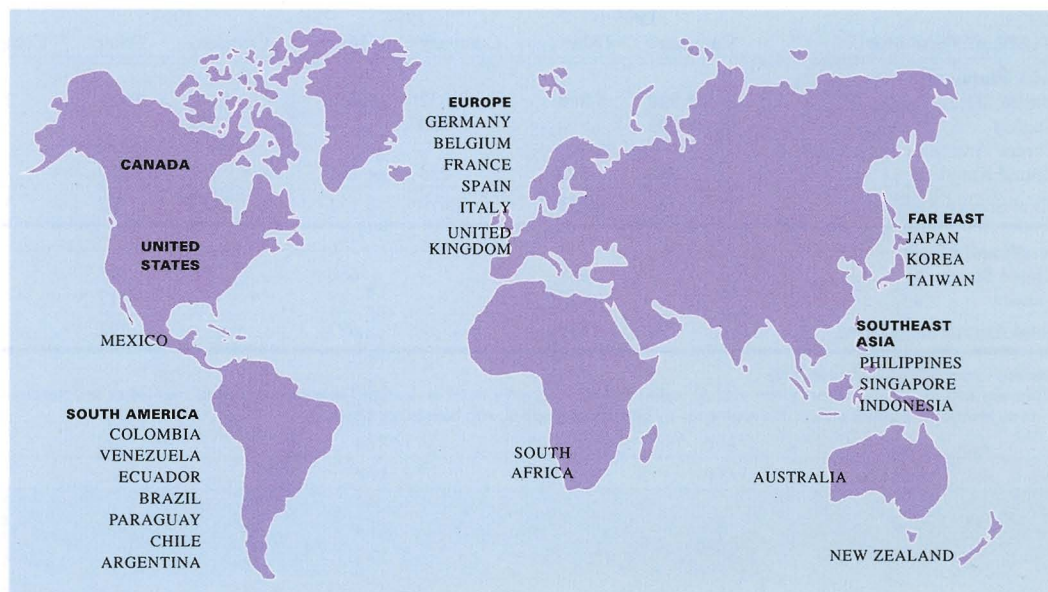 CANADA
UNITED
STATES
MEXICO
SOUTH AMERICA
COLOMBIA
VENEZUELA
ECUADOR
BRAZIL
PARAGUAY
CHILE
ARGENTINA
EUROPE
GERMANY
BELGIUM
FRANCE
SPAIN
ITALY
UNITED
KINGDOM
SOUTH
AFRICA
FAR EAST
JAPAN
KOREA
TAIWAN
SOUTHEAST
ASIA
PHILIPPINES
SINGAPORE
INDONESIA
AUSTRALIA
NEW ZEALAND